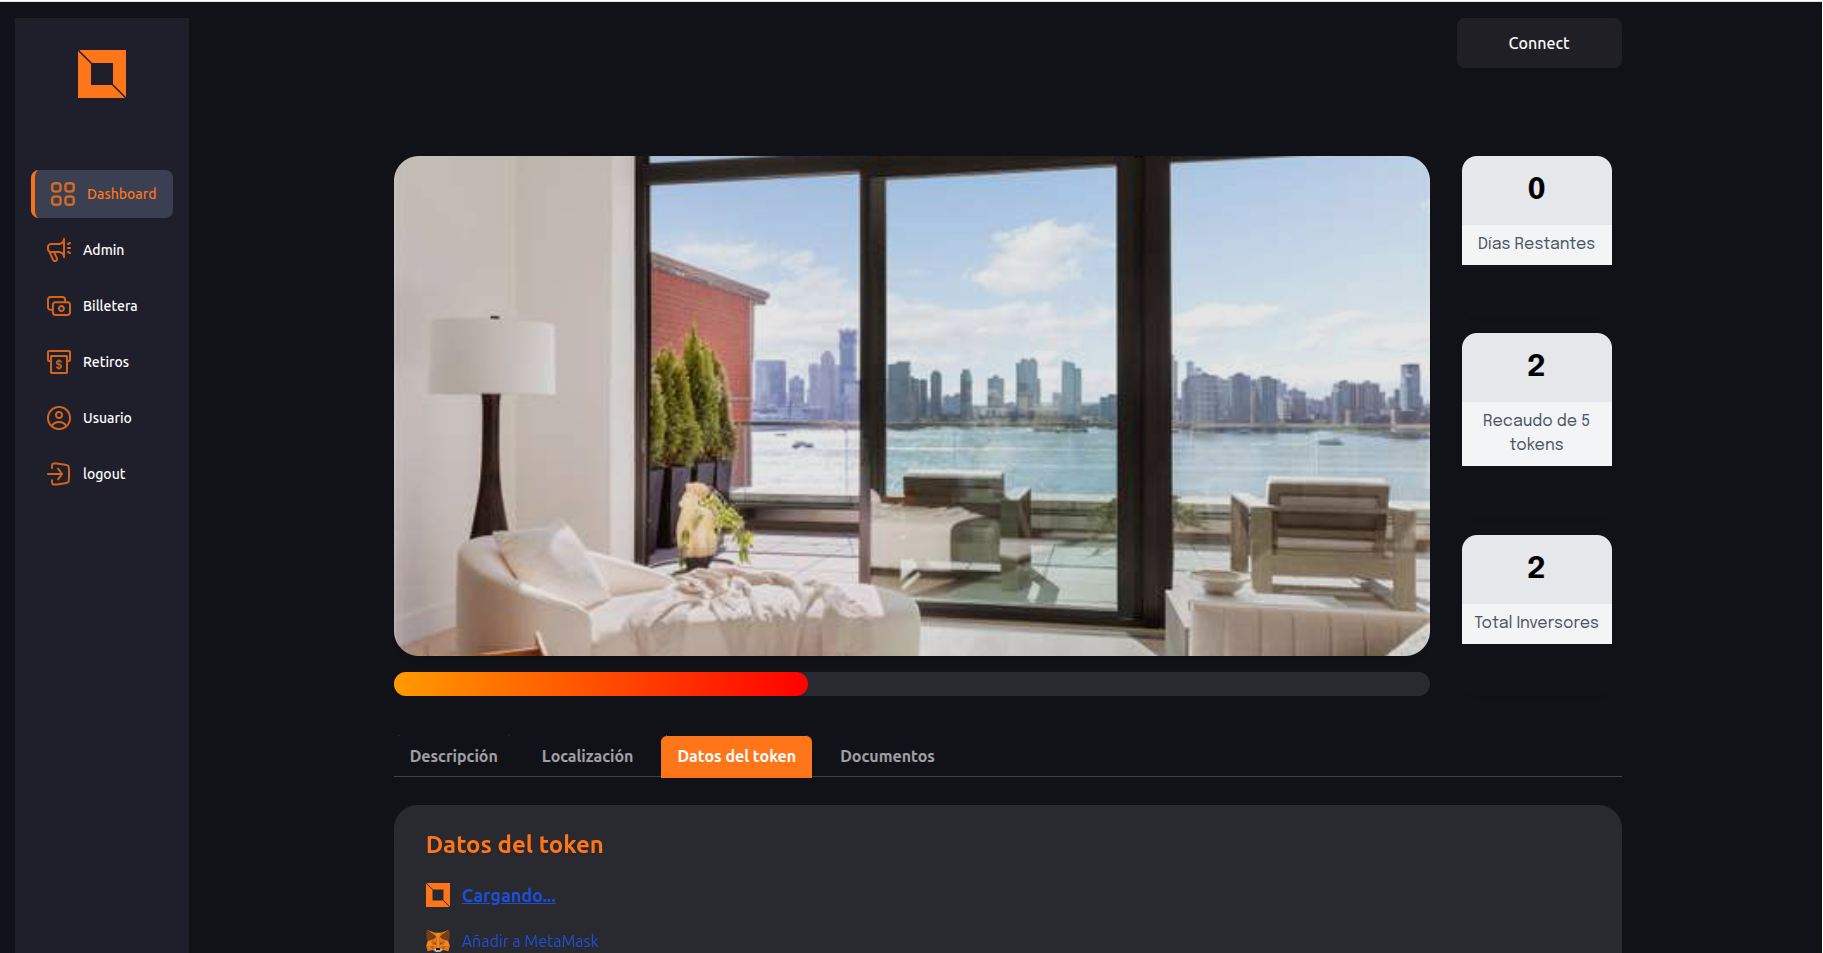 Connect
Dashboard
Admin
Billetera
Retiros
Usuario
logout
0
Días Restantes
2
Recaudo de 5
tokens
2
Total Inversores
Descripción
Localización
Datos del token
Documentos
Datos del token
Cargando...
Añadir a MetaMask